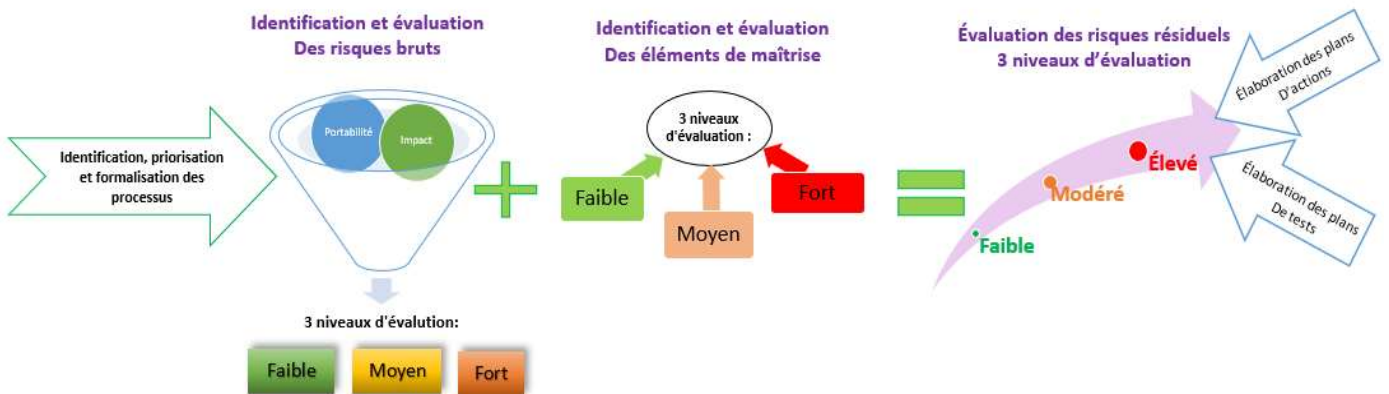 Identification, priorisation
et formalisation des
processus
Identification et évaluation
Des risques bruts
Portabilité
Impact
3 niveaux d'évalution:
Faible
Moyen
Fort
Identification et évaluation
Des éléments de maîtrise
3 niveaux
d'évaluation :
Faible
Moyen
Fort
Évaluation des risques résiduels
3 niveaux d’évaluation
Faible
Modéré
Élevé
Élaboration des plans
D'actions
Élaboration des plans
De tests